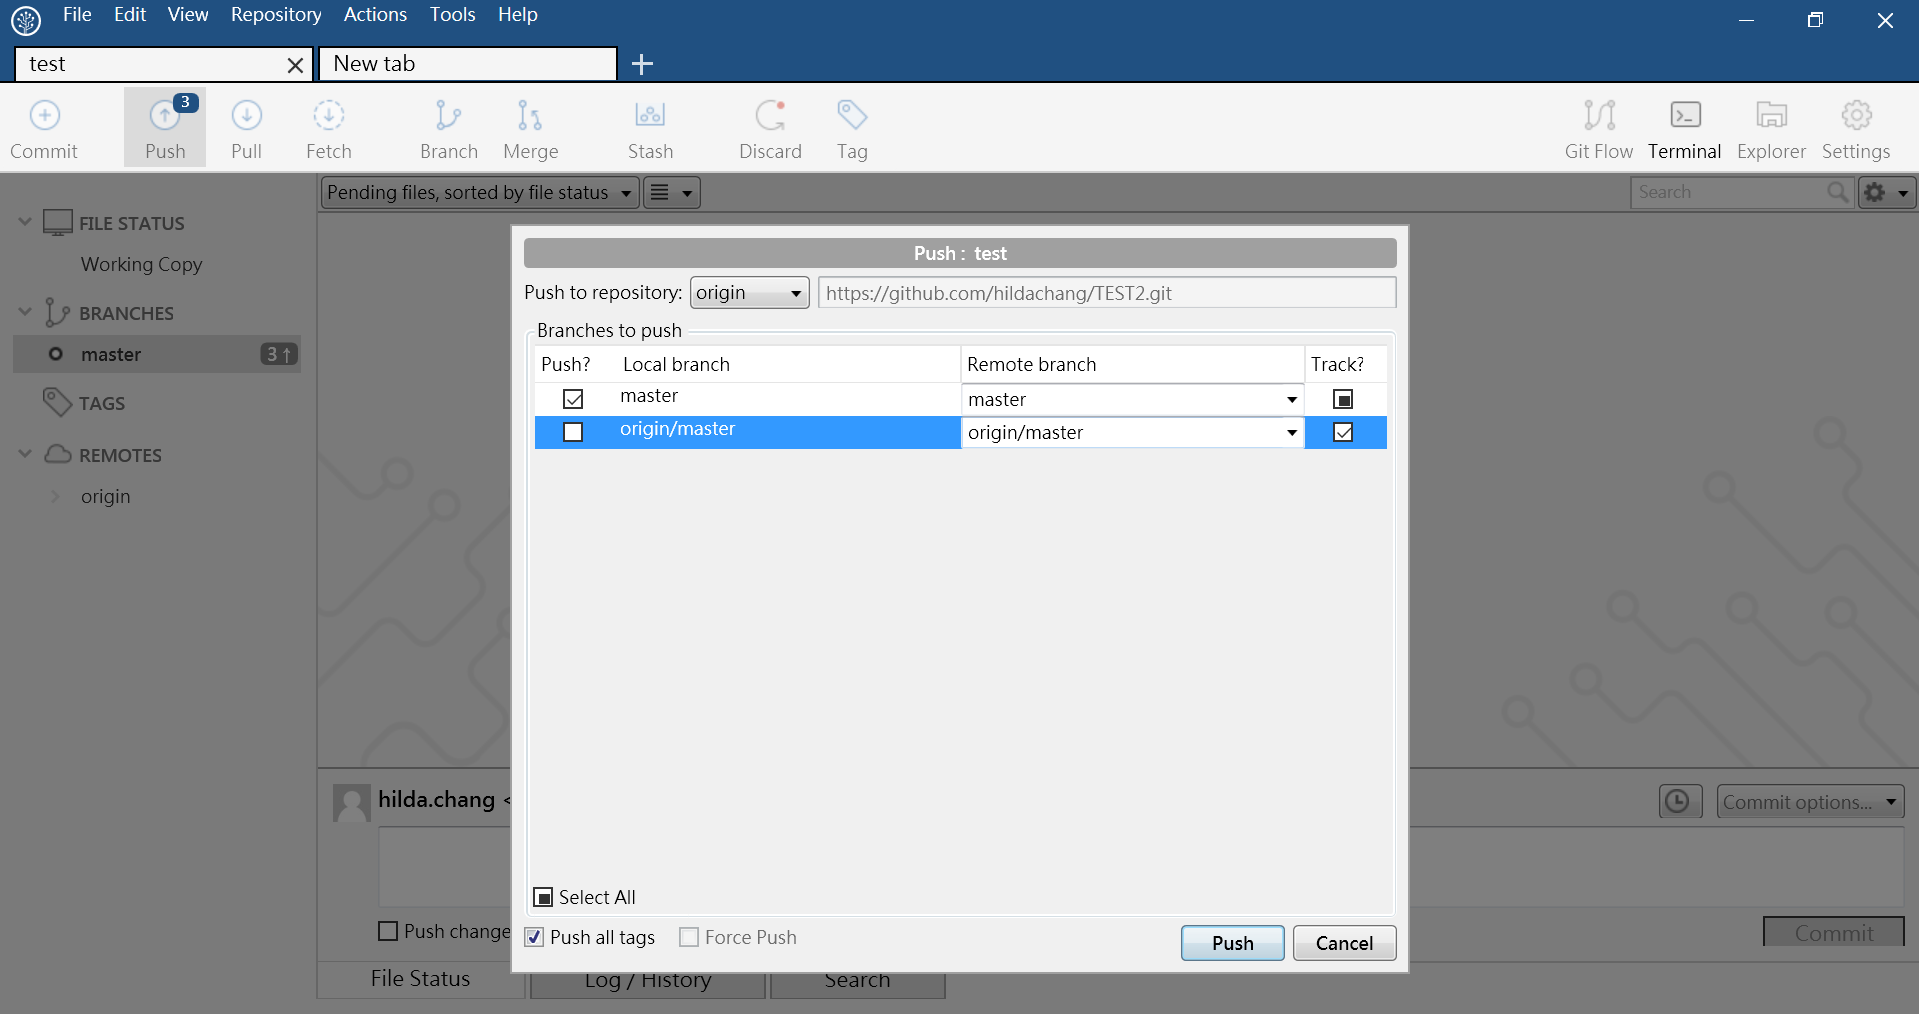 File Edit View Repository Actions Tools Help
test
New tab
3
Commit Push Pull Fetch Branch Merge Stash Discard Tag Git Flow Terminal Explorer Settings
Pending files, sorted by file status
Search
FILE STATUS
Working Copy
BRANCHES
master 3↑
TAGS
REMOTES
origin
Push : test
Push to repository: origin https://github.com/hildachang/TEST2.git
Branches to push
Push? Local branch Remote branch Track?
master master
origin/master origin/master
Select All
Push all tags Force Push Push Cancel
hilda.chang <
Commit options...
Push change
Commit
File Status Log / History Search